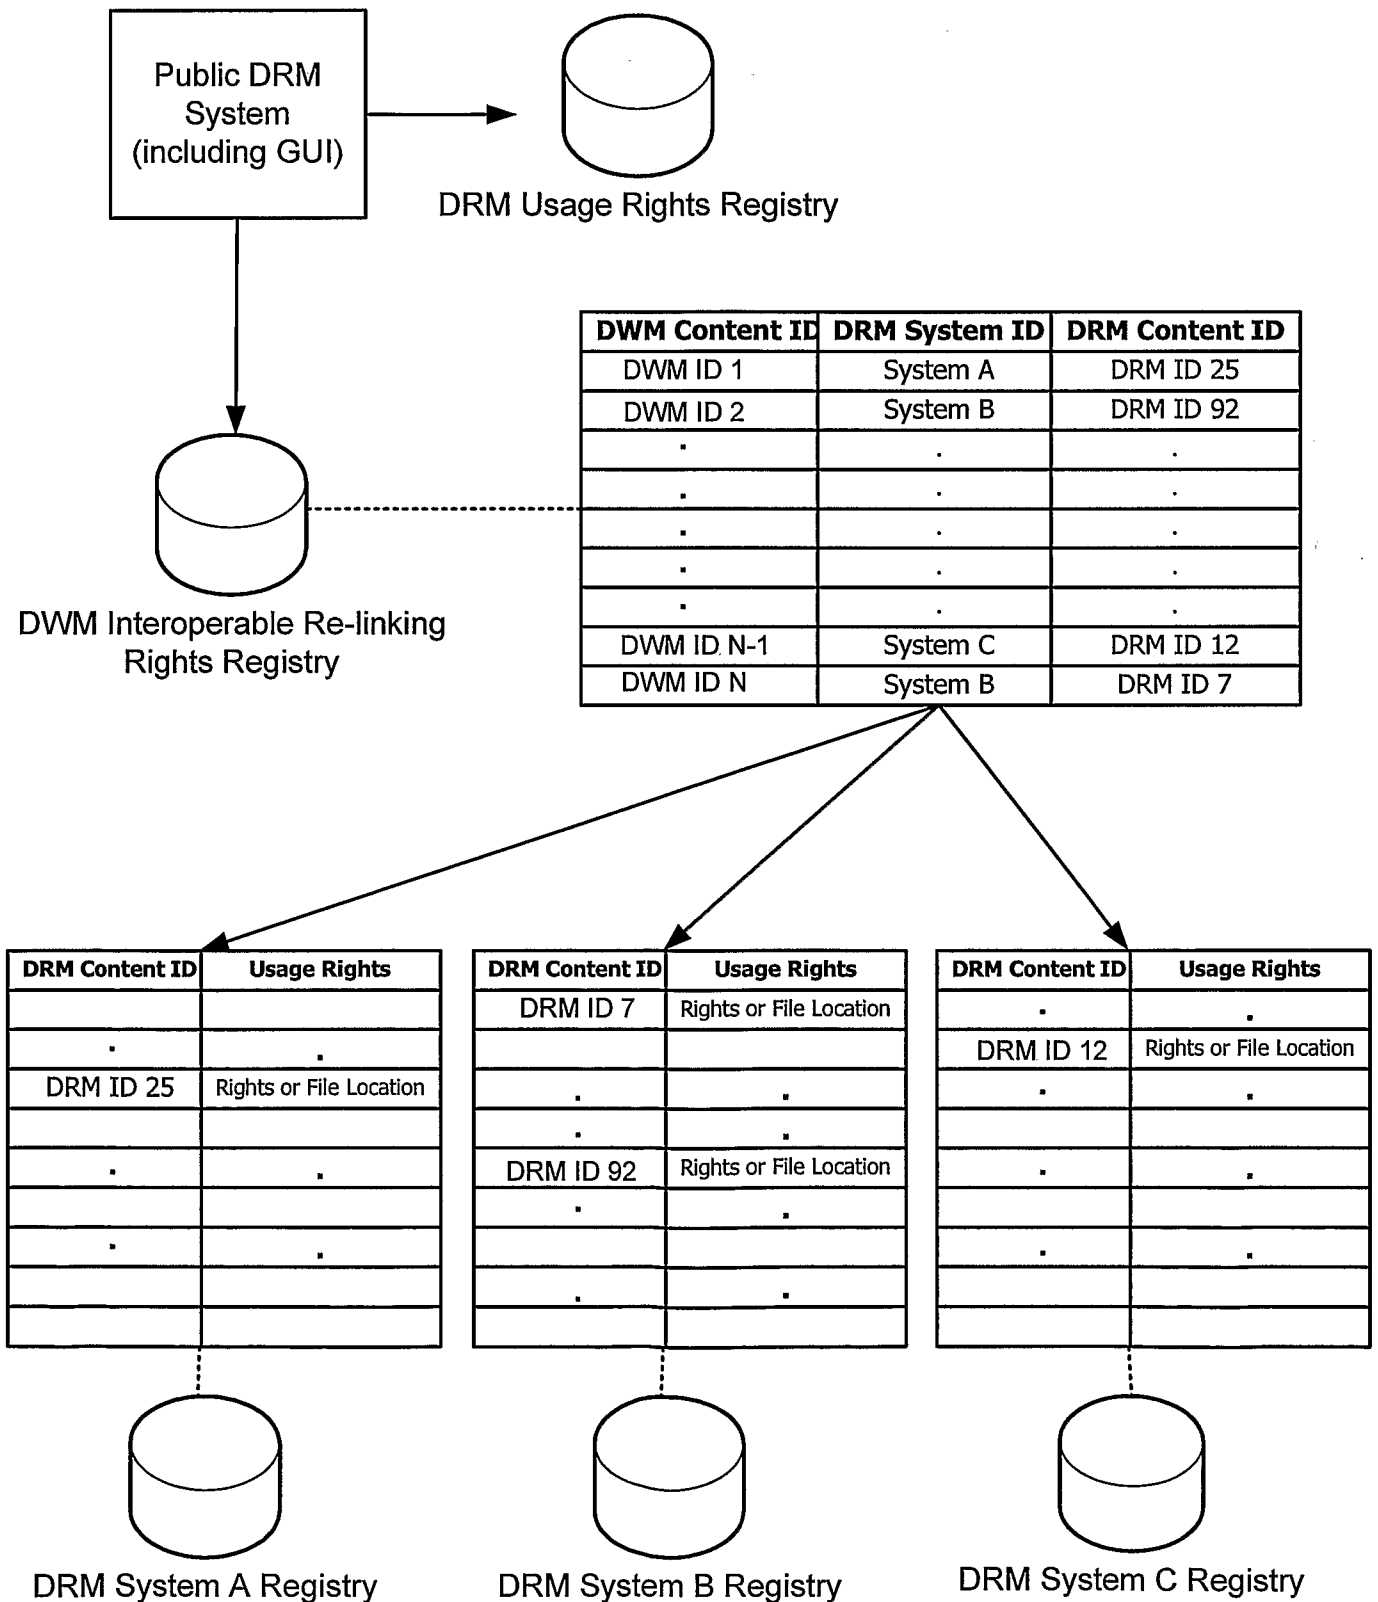 Public DRM
System
(including GUI)
DRM Usage Rights Registry
DWM Content ID DRM System ID DRM Content ID
DWM ID 1 System A DRM ID 25
DWM ID 2 System B DRM ID 92
. . .
. . .
. . .
. . .
. . .
DWM ID N-1 System C DRM ID 12
DWM ID N System B DRM ID 7
DWM Interoperable Re-linking
Rights Registry
DRM Content ID Usage Rights
. .
DRM ID 25 Rights or File Location
. .
. .
DRM System A Registry
DRM Content ID Usage Rights
DRM ID 7 Rights or File Location
. .
. .
DRM ID 92 Rights or File Location
. .
. .
DRM System B Registry
DRM Content ID Usage Rights
. .
DRM ID 12 Rights or File Location
. .
. .
. .
DRM System C Registry